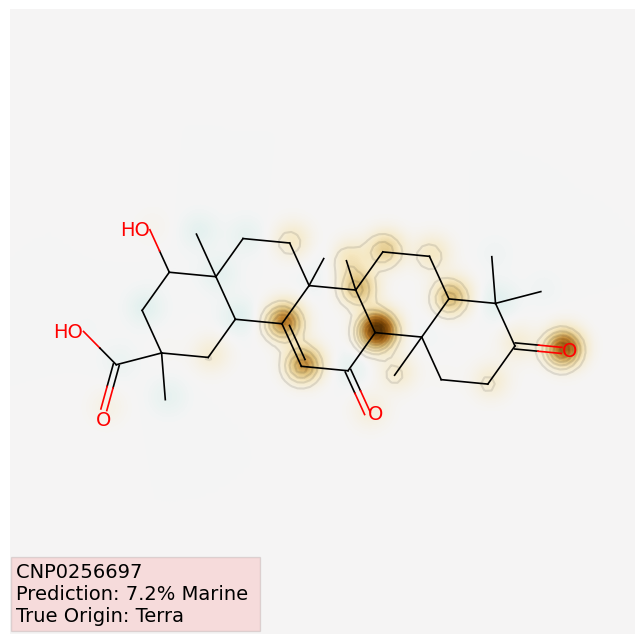 HO
HO
O
O
O
CNP0256697
Prediction: 7.2% Marine
True Origin: Terra